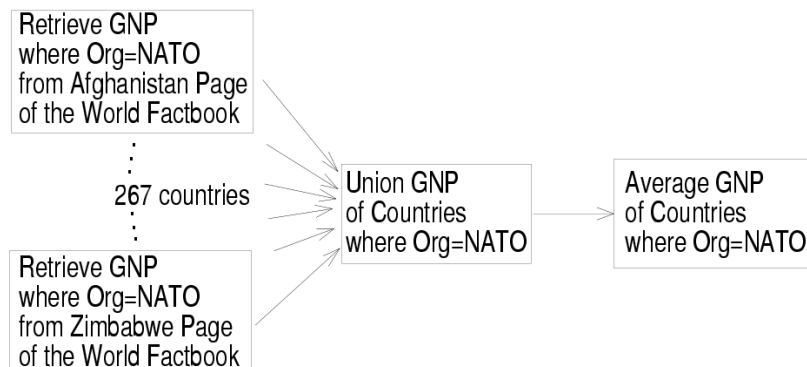 Retrieve GNP
where Org=NATO
from Afghanistan Page
of the World Factbook
267 countries
Retrieve GNP
where Org=NATO
from Zimbabwe Page
of the World Factbook
Union GNP
of Countries
where Org=NATO
Average GNP
of Countries
where Org=NATO